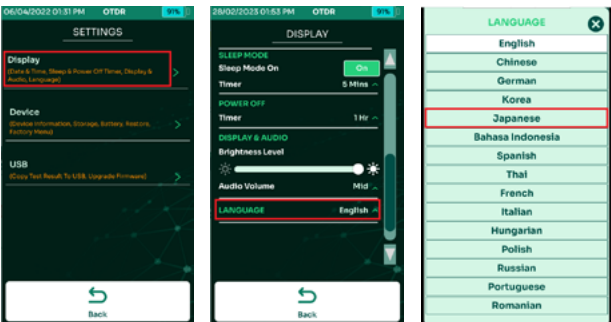 06/04/2022 01:31 PM OTDR 91%
SETTINGS
Display
(Date & Time, Sleep & Power Off Timer, Display &
Audio, Language)
Device
(Device Information, Storage, Battery, Restore,
Factory Menu)
USB
(Copy Test Result To USB, Upgrade Firmware)
Back
28/02/2023 01:53 PM OTDR 91%
DISPLAY
SLEEP MODE
Sleep Mode On On
Timer 5 Mins
POWER OFF
Timer 1 Hr
DISPLAY & AUDIO
Brightness Level
Audio Volume Mid
LANGUAGE English
Back
LANGUAGE
English
Chinese
German
Korea
Japanese
Bahasa Indonesia
Spanish
Thai
French
Italian
Hungarian
Polish
Russian
Portuguese
Romanian